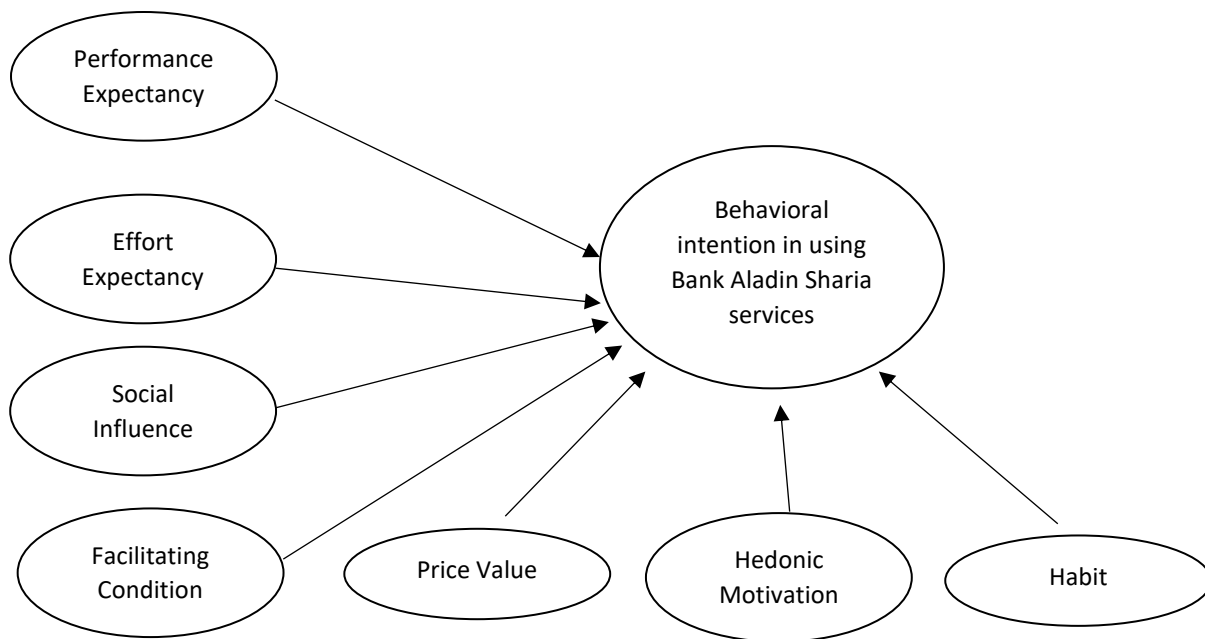 Performance
Expectancy
Effort
Expectancy
Social
Influence
Facilitating
Condition
Price Value
Hedonic
Motivation
Habit
Behavioral
intention in using
Bank Aladin Sharia
services